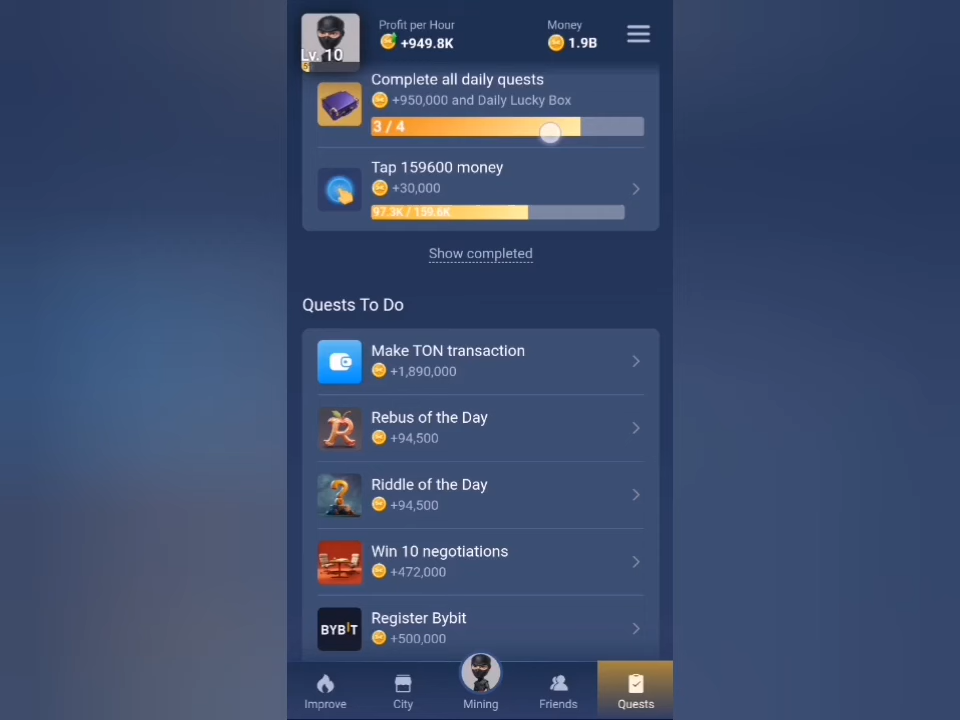 Profit per Hour
+949.8K
Money
1.9B
Lv. 10
Complete all daily quests
+950,000 and Daily Lucky Box
3 / 4
Tap 159600 money
+30,000
97.3K / 159.6K
Show completed
Quests To Do
Make TON transaction
+1,890,000
Rebus of the Day
+94,500
Riddle of the Day
+94,500
Win 10 negotiations
+472,000
BYBIT
Register Bybit
+500,000
Improve
City
Mining
Friends
Quests